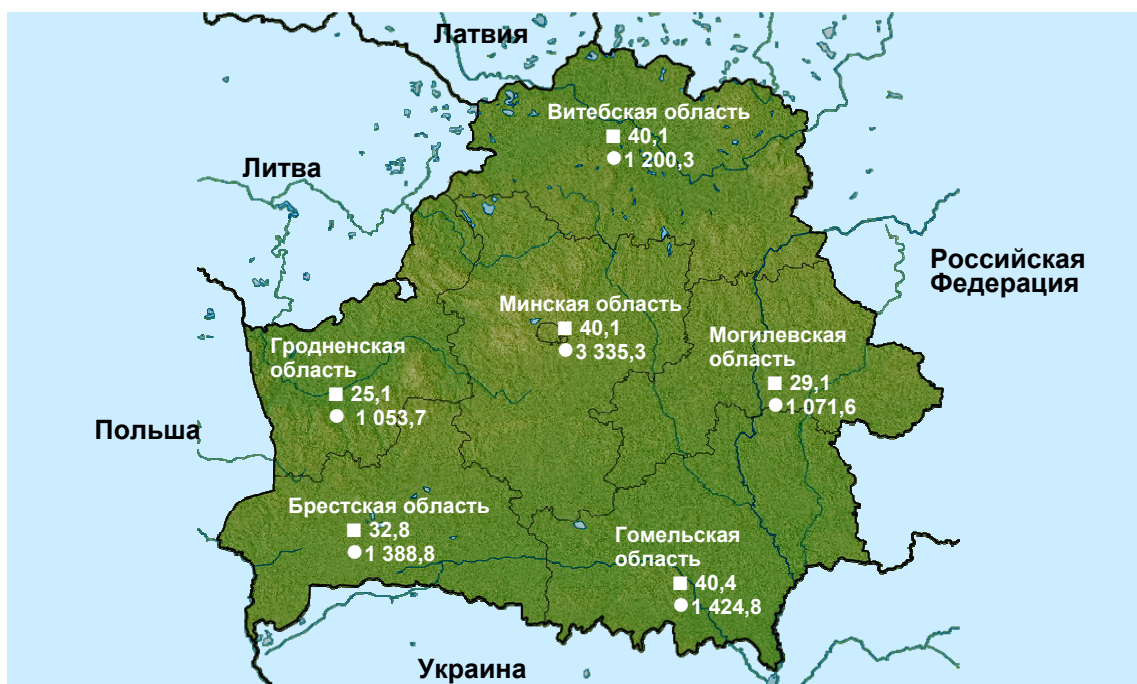 Латвия
Витебская область
40,1
1 200,3
Литва
Российская
Федерация
Минская область
40,1
3 335,3
Могилевская
область
29,1
1 071,6
Гродненская
область
25,1
1 053,7
Польша
Брестская область
32,8
1 388,8
Гомельская
область
40,4
1 424,8
Украина